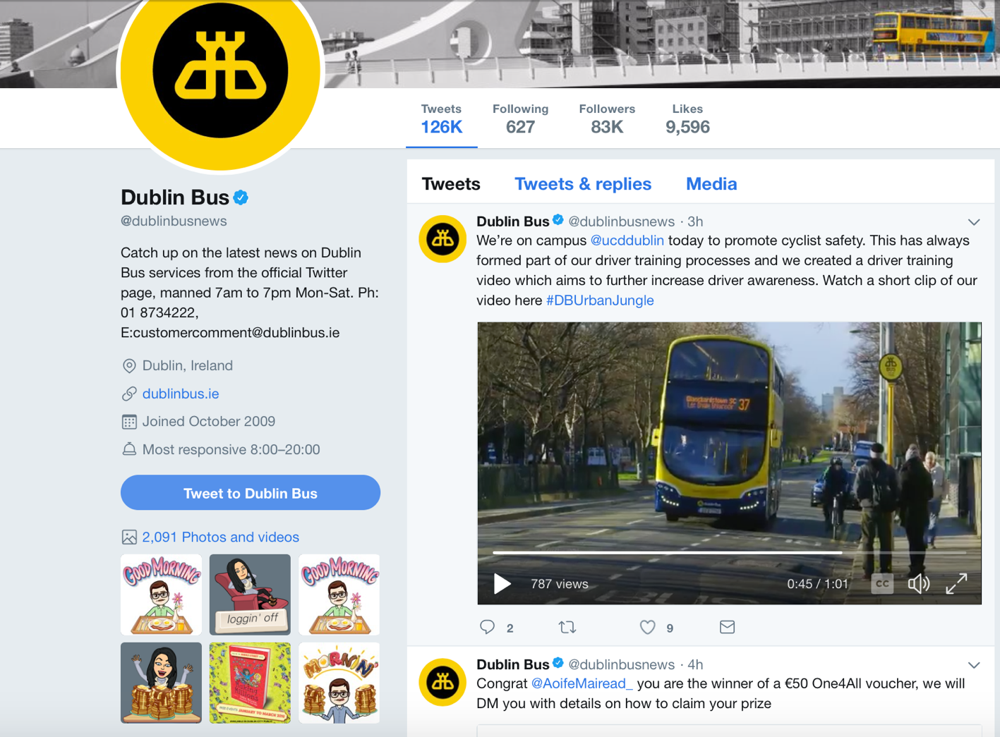 Tweets
126K
Following
627
Followers
83K
Likes
9,596
Dublin Bus
@dublinbusnews
Catch up on the latest news on Dublin
Bus services from the official Twitter
page, manned 7am to 7pm Mon-Sat. Ph:
01 8734222,
E:customercomment@dublinbus.ie
Dublin, Ireland
dublinbus.ie
Joined October 2009
Most responsive 8:00–20:00
Tweet to Dublin Bus
2,091 Photos and videos
GOOD MORNING
loggin' off
GOOD MORNING
JANUARY TO MARCH
MORNIN'
Tweets
Tweets & replies
Media
Dublin Bus @dublinbusnews · 3h
We're on campus @ucddublin today to promote cyclist safety. This has always
formed part of our driver training processes and we created a driver training
video which aims to further increase driver awareness. Watch a short clip of our
video here #DBUrbanJungle
Blanchardstown SC 37
BUS
787 views
0:45 / 1:01
CC
2
9
Dublin Bus @dublinbusnews · 4h
Congrat @AoifeMairead_ you are the winner of a €50 One4All voucher, we will
DM you with details on how to claim your prize